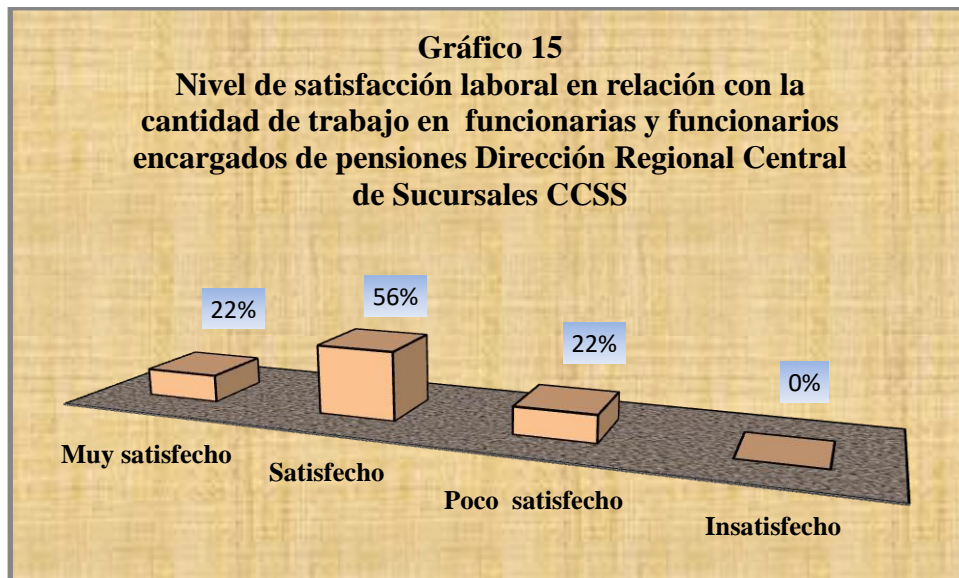 Gráfico 15
Nivel de satisfacción laboral en relación con la
cantidad de trabajo en funcionarias y funcionarios
encargados de pensiones Dirección Regional Central
de Sucursales CCSS
22%
56%
22%
0%
Muy satisfecho
Satisfecho
Poco satisfecho
Insatisfecho